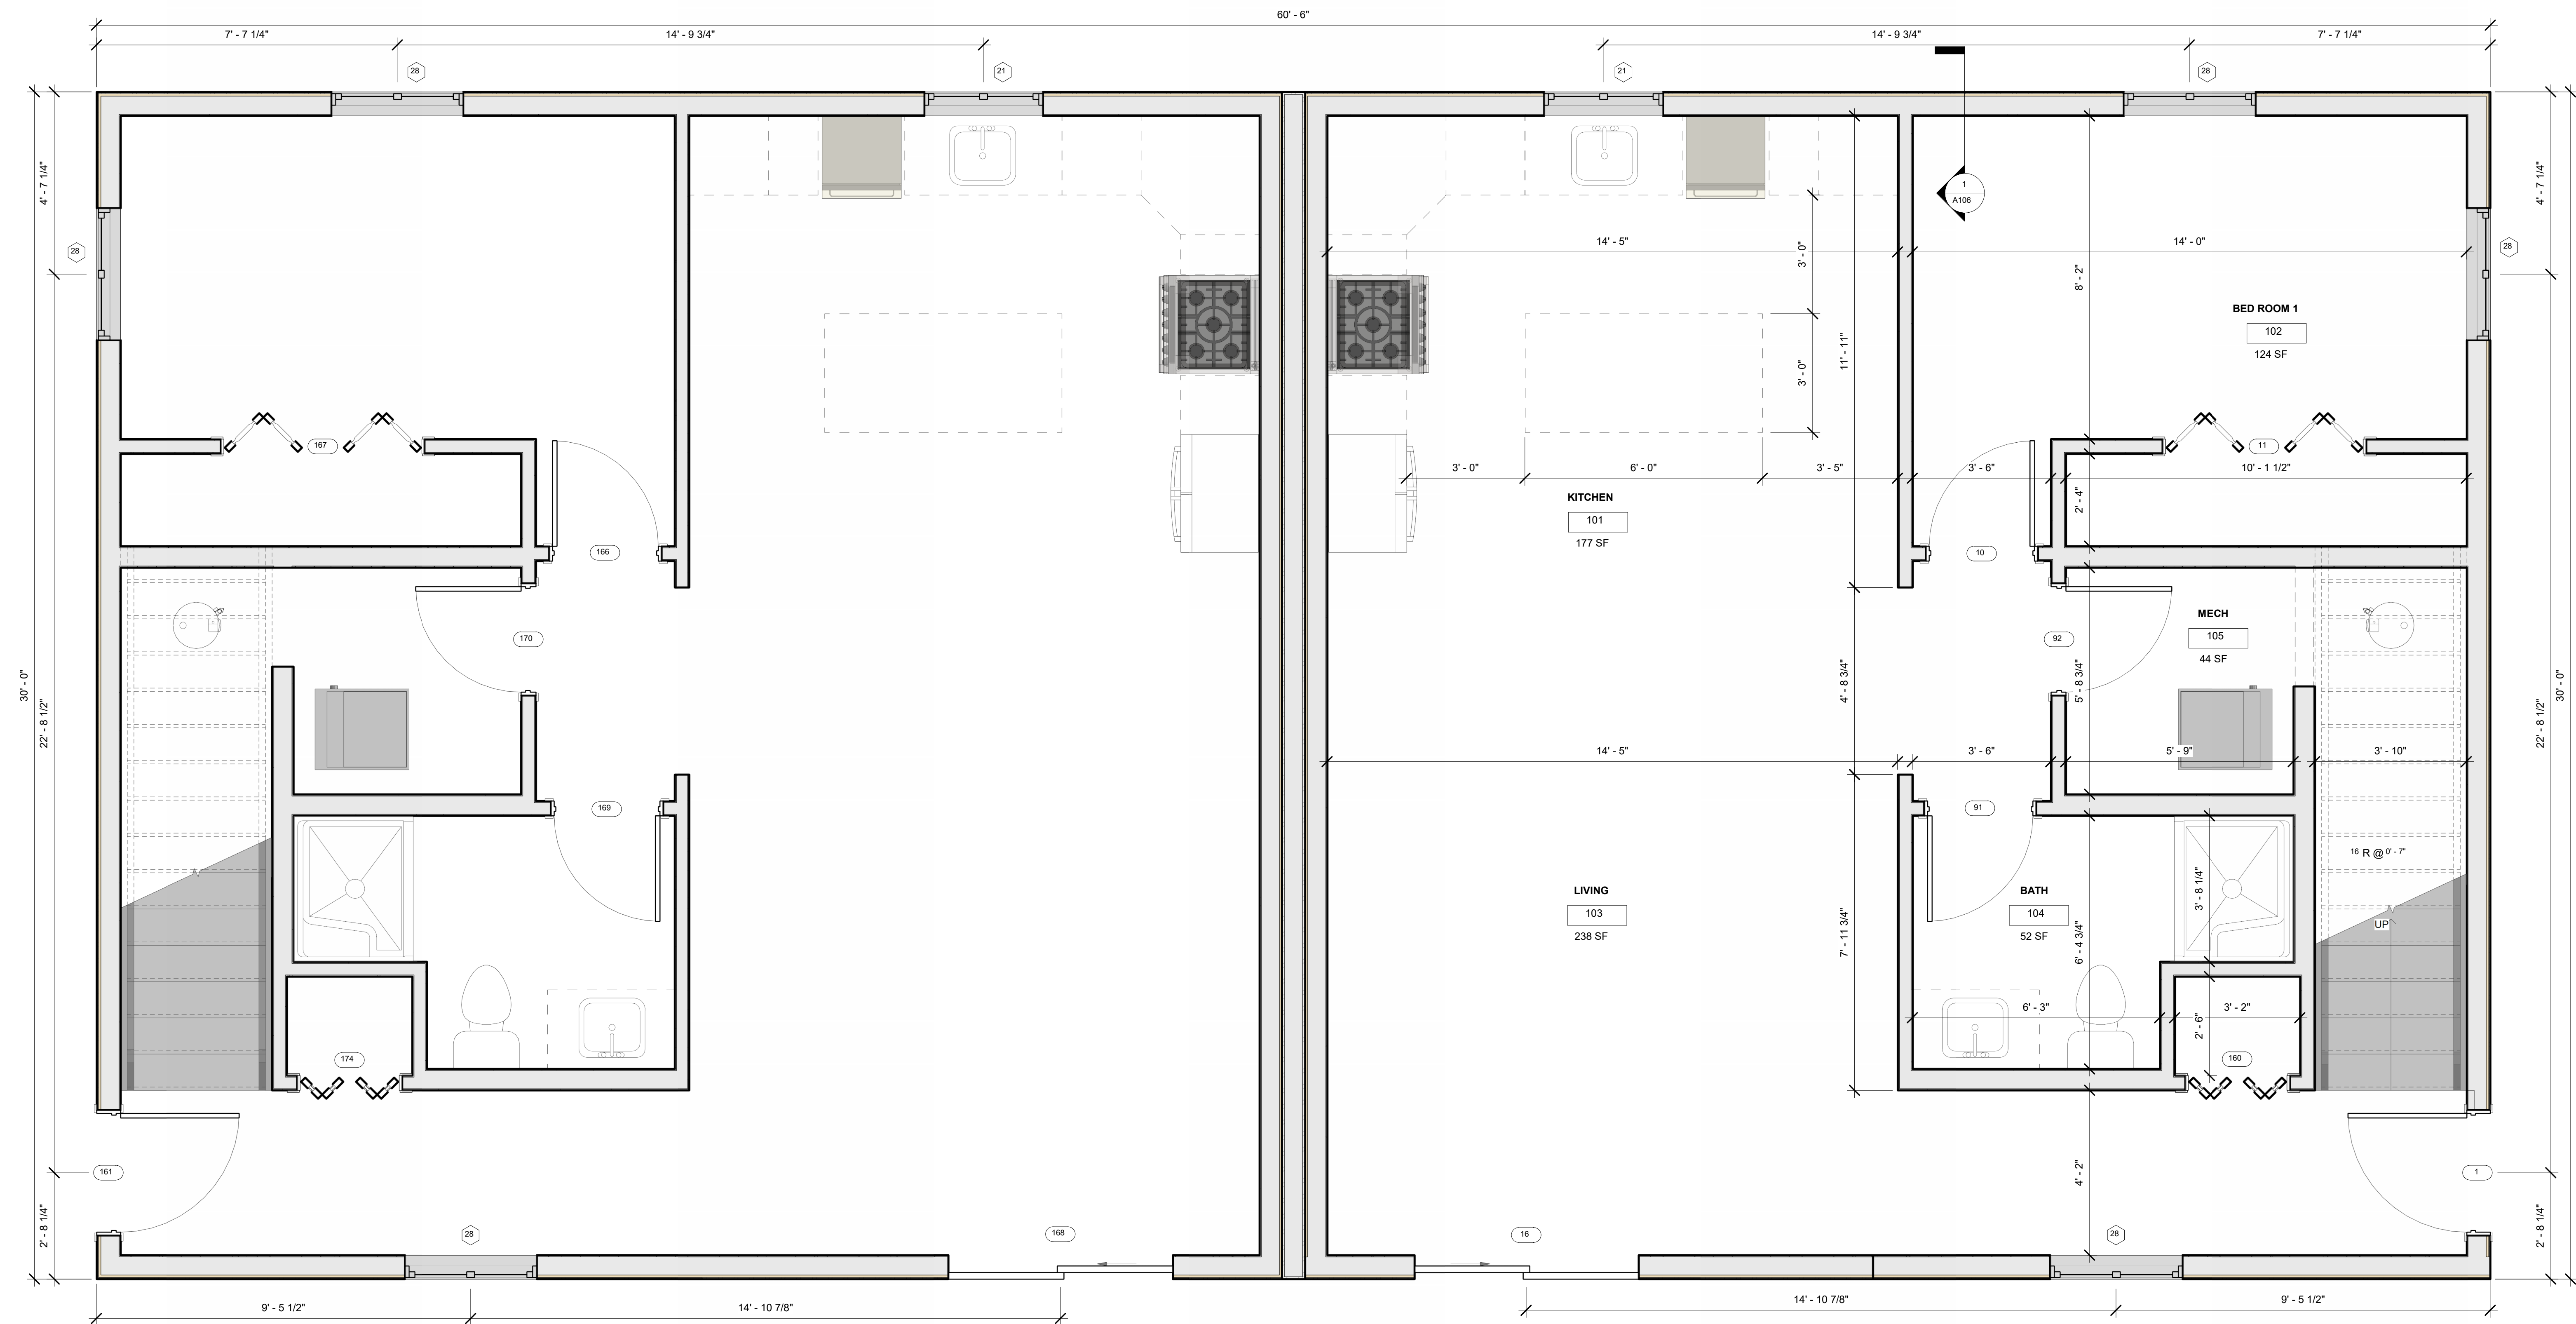 60' - 6"
7' - 7 1/4"
14' - 9 3/4"
14' - 9 3/4"
7' - 7 1/4"
28
21
21
28
4' - 7 1/4"
1
A106
4' - 7 1/4"
28
14' - 5"
3' - 0"
8' - 2"
14' - 0"
28
BED ROOM 1
102
124 SF
11' - 11"
3' - 0"
167
11
3' - 0"
6' - 0"
3' - 5"
3' - 6"
10' - 1 1/2"
2' - 4"
KITCHEN
101
177 SF
166
10
170
92
MECH
105
44 SF
30' - 0"
22' - 8 1/2"
4' - 8 3/4"
5' - 8 3/4"
22' - 8 1/2"
30' - 0"
14' - 5"
3' - 6"
5' - 9"
3' - 10"
169
91
16 R @ 0' - 7"
LIVING
103
238 SF
BATH
104
52 SF
3' - 8 1/4"
UP
7' - 11 3/4"
6' - 4 3/4"
6' - 3"
2' - 6"
3' - 2"
174
160
161
4' - 2"
1
2' - 8 1/4"
28
168
16
28
2' - 8 1/4"
9' - 5 1/2"
14' - 10 7/8"
14' - 10 7/8"
9' - 5 1/2"